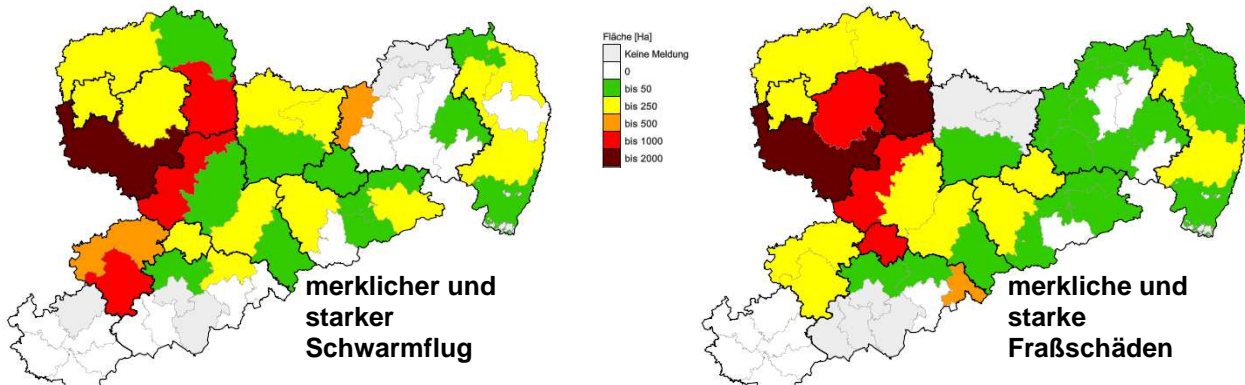 Fläche [Ha]
Keine Meldung
0
bis 50
bis 250
bis 500
bis 1000
bis 2000
merklicher und
starker
Schwarmflug
merkliche und
starke
Fraßschäden